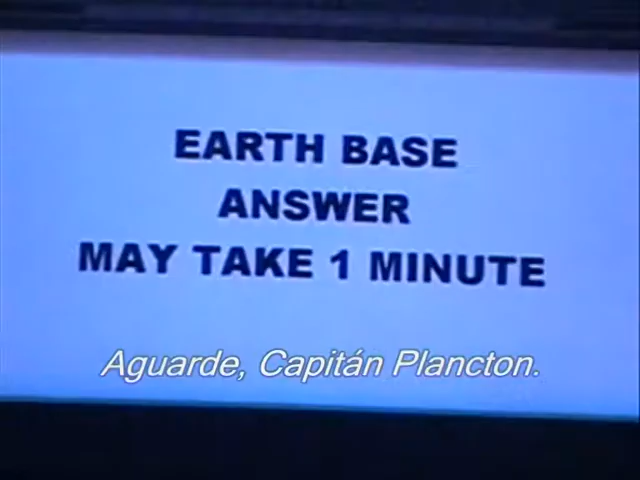 EARTH BASE
ANSWER
MAY TAKE 1 MINUTE
Aguarde, Capitán Plancton.